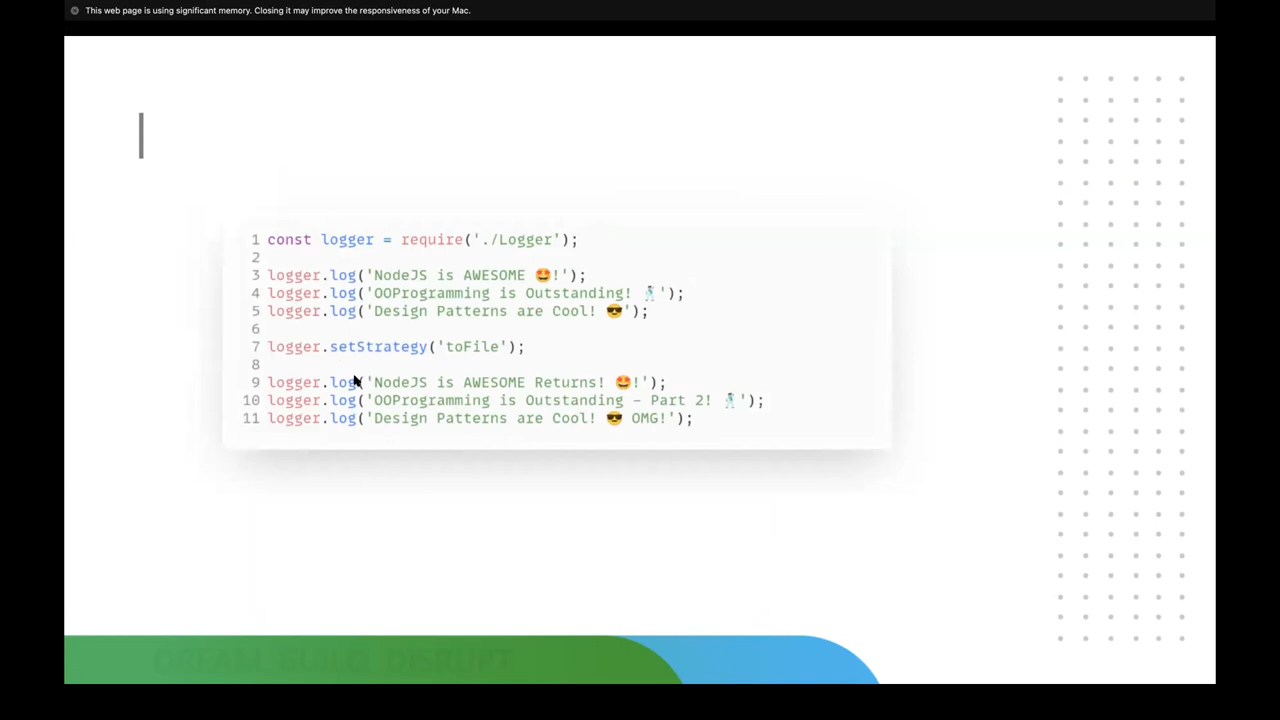 This web page is using significant memory. Closing it may improve the responsiveness of your Mac.
1 const logger = require('./Logger');
2
3 logger.log('NodeJS is AWESOME 🤩!');
4 logger.log('OOProgramming is Outstanding! 🕺');
5 logger.log('Design Patterns are Cool! 😎');
6
7 logger.setStrategy('toFile');
8
9 logger.log('NodeJS is AWESOME Returns! 🤩!');
10 logger.log('OOProgramming is Outstanding - Part 2! 🕺');
11 logger.log('Design Patterns are Cool! 😎 OMG!');
DREAM. BUILD. DISRUPT.